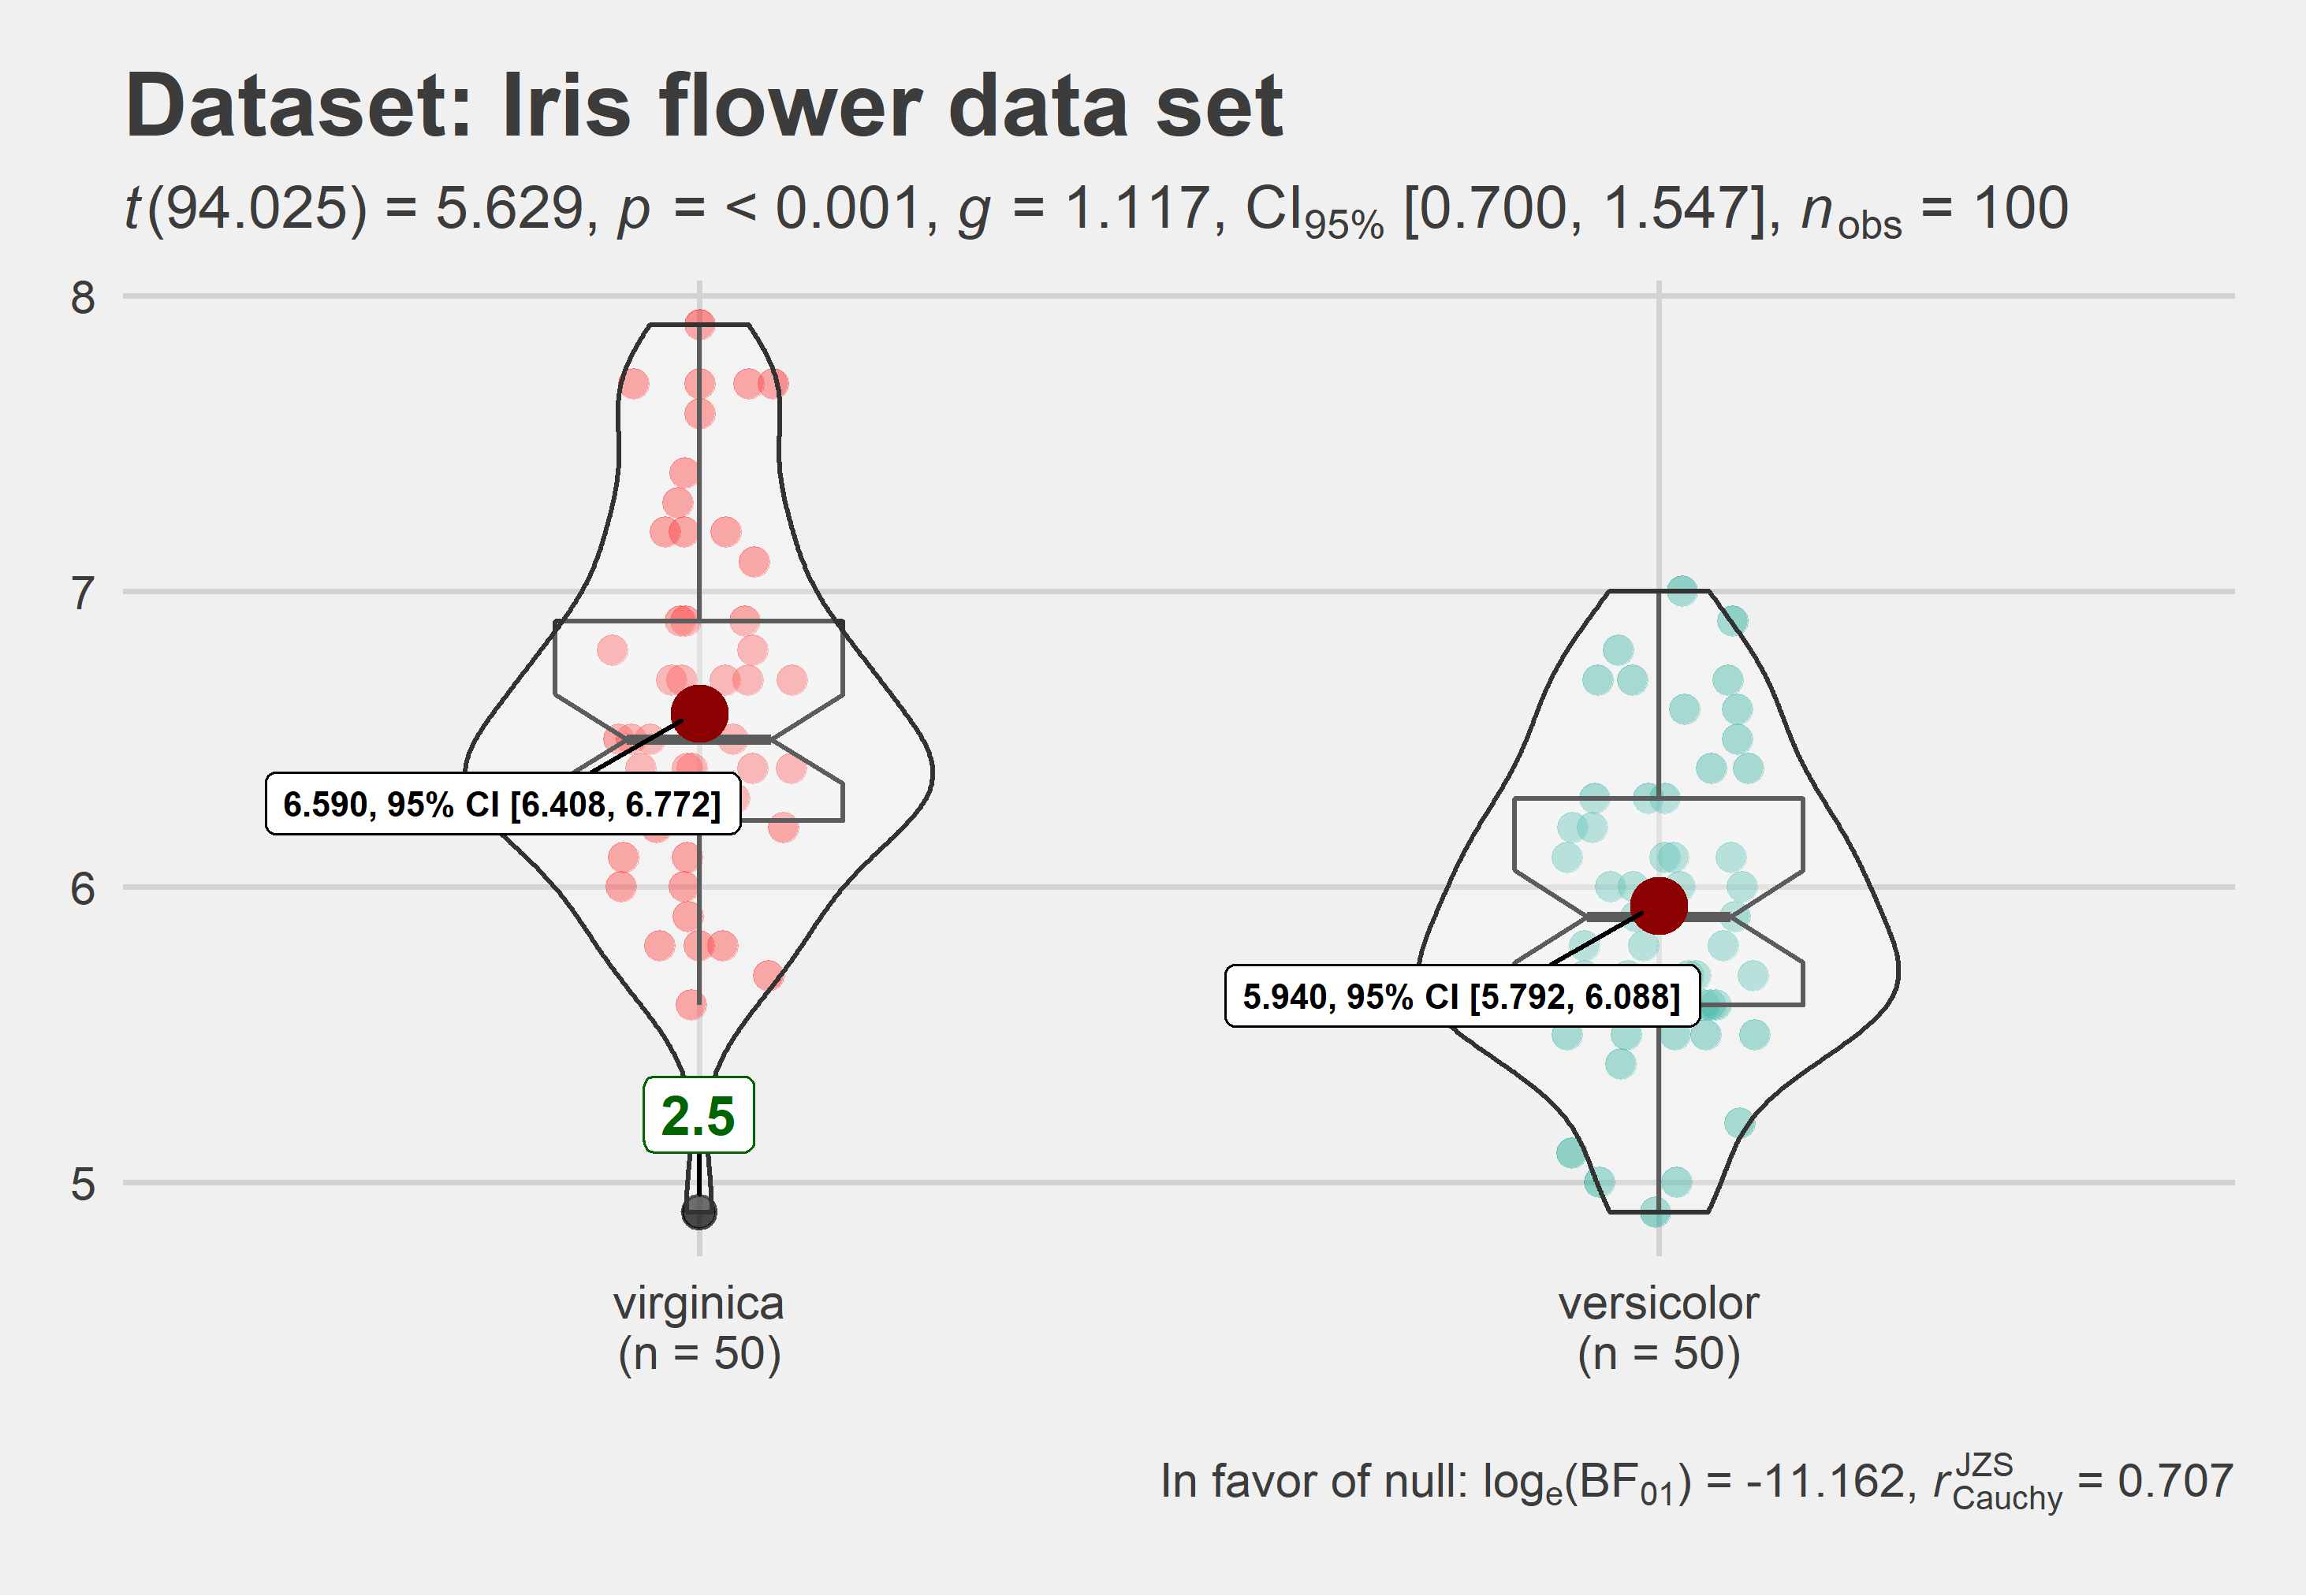 Dataset: Iris flower data set
t(94.025) = 5.629, p = < 0.001, g = 1.117, CI95% [0.700, 1.547], nobs = 100
8
7
6
5
6.590, 95% CI [6.408, 6.772]
5.940, 95% CI [5.792, 6.088]
2.5
virginica
(n = 50)
versicolor
(n = 50)
In favor of null: loge(BF01) = -11.162, rJZSCauchy = 0.707